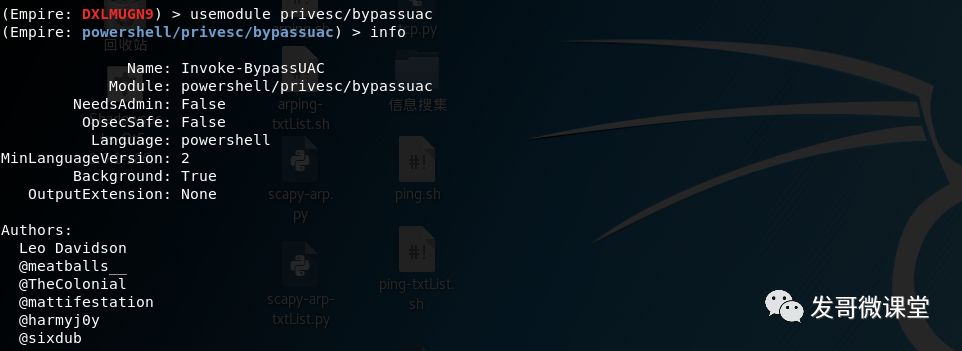 (Empire: DXLMUGN9) > usemodule privesc/bypassuac
(Empire: powershell/privesc/bypassuac) > info
Name: Invoke-BypassUAC
Module: powershell/privesc/bypassuac
NeedsAdmin: False
OpsecSafe: False
Language: powershell
MinLanguageVersion: 2
Background: True
OutputExtension: None
Authors:
Leo Davidson
@meatballs__
@TheColonial
@mattifestation
@harmj0y
@sixdub
回收站
arping-
txtList.sh
信息搜集
scapy-arp.
py
ping.sh
scapy-arp-
txtList.py
ping-txtList.
sh
发哥微课堂